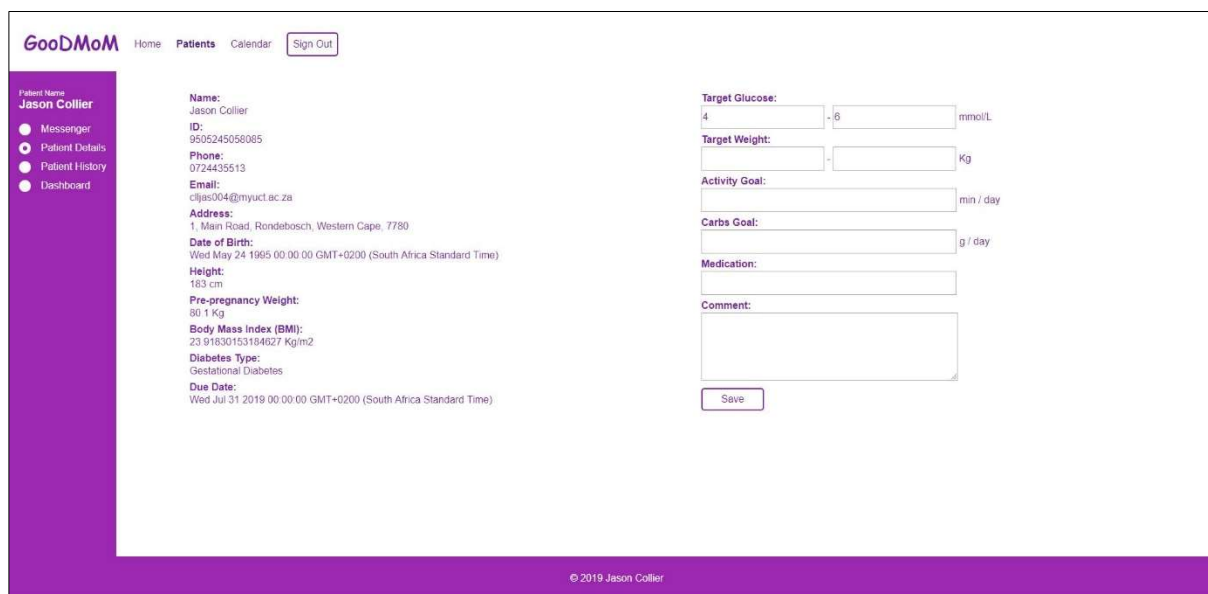 GooDMoM Home Patients Calendar Sign Out
Patient Name
Jason Collier
Messenger
Patient Details
Patient History
Dashboard
Name:
Jason Collier
ID:
9505245058085
Phone:
0724435513
Email:
clljas004@myuct.ac.za
Address:
1, Main Road, Rondebosch, Western Cape, 7780
Date of Birth:
Wed May 24 1995 00:00:00 GMT+0200 (South Africa Standard Time)
Height:
183 cm
Pre-pregnancy Weight:
80.1 Kg
Body Mass Index (BMI):
23.91830153184627 Kg/m2
Diabetes Type:
Gestational Diabetes
Due Date:
Wed Jul 31 2019 00:00:00 GMT+0200 (South Africa Standard Time)
Target Glucose:
4 - 6 mmol/L
Target Weight:
- Kg
Activity Goal:
min / day
Carbs Goal:
g / day
Medication:
Comment:
Save
© 2019 Jason Collier